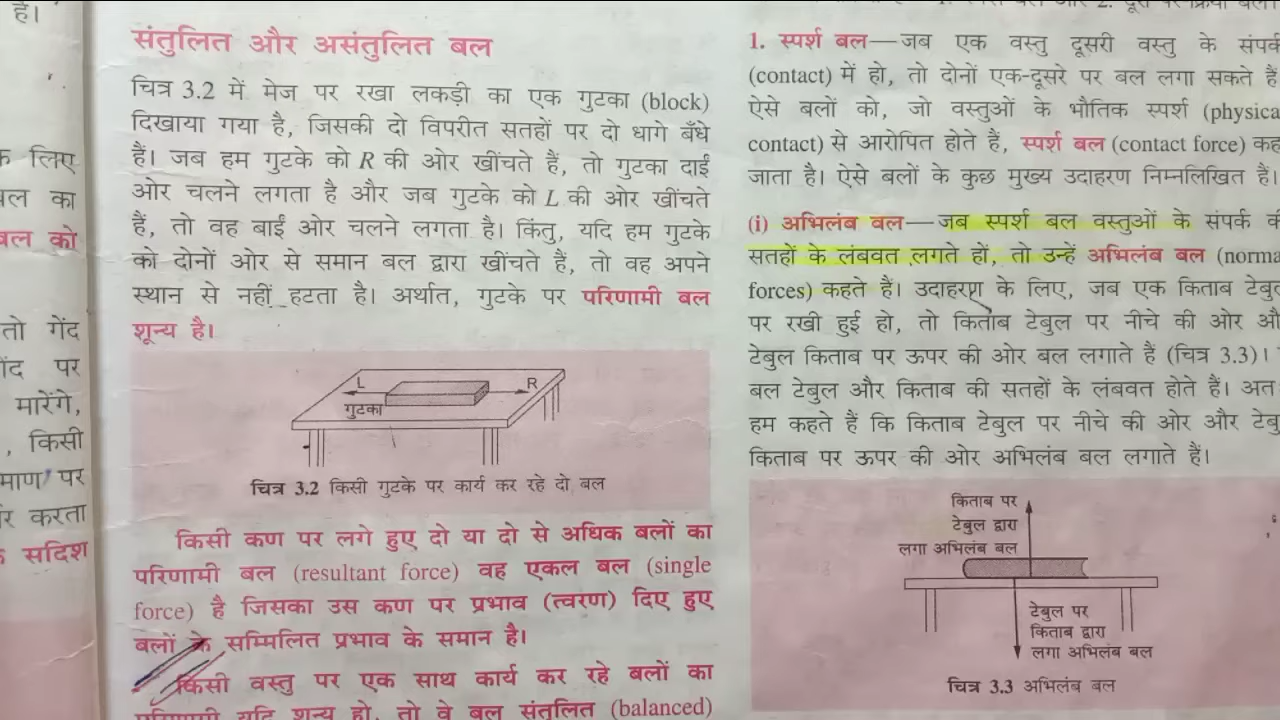 है।
लिए
का
बल को
तो गेंद
पर
मारेंगे,
, किसी
पर
करता
सदिश
संतुलित और असंतुलित बल
चित्र 3.2 में मेज पर रखा लकड़ी का एक गुटका (block)
दिखाया गया है, जिसकी दो विपरीत सतहों पर दो धागे बँधे
हैं। जब हम गुटके को R की ओर खींचते हैं, तो गुटका दाईं
ओर चलने लगता है और जब गुटके को L की ओर खींचते
हैं, तो वह बाईं ओर चलने लगता है। किंतु, यदि हम गुटके
को दोनों ओर से समान बल द्वारा खींचते हैं, तो वह अपने
स्थान से नहीं हटता है। अर्थात, गुटके पर परिणामी बल
शून्य है।
L
R
गुटका
चित्र 3.2 किसी गुटके पर कार्य कर रहे दो बल
किसी कण पर लगे हुए दो या दो से अधिक बलों का
परिणामी बल (resultant force) वह एकल बल (single
force) है जिसका उस कण पर प्रभाव (त्वरण) दिए हुए
बलों के सम्मिलित प्रभाव के समान है।
किसी वस्तु पर एक साथ कार्य कर रहे बलों का
परिणामी यदि शून्य हो, तो वे बल संतुलित (balanced)
1. स्पर्श बल—जब एक वस्तु दूसरी वस्तु के संपर्क
(contact) में हो, तो दोनों एक-दूसरे पर बल लगा सकते हैं
ऐसे बलों को, जो वस्तुओं के भौतिक स्पर्श (physica
contact) से आरोपित होते हैं, स्पर्श बल (contact force) कह
जाता है। ऐसे बलों के कुछ मुख्य उदाहरण निम्नलिखित हैं।
(i) अभिलंब बल—जब स्पर्श बल वस्तुओं के संपर्क
सतहों के लंबवत लगते हों, तो उन्हें अभिलंब बल (norma
forces) कहते हैं। उदाहरण के लिए, जब एक किताब टेबुल
पर रखी हुई हो, तो किताब टेबुल पर नीचे की ओर औ
टेबुल किताब पर ऊपर की ओर बल लगाते हैं (चित्र 3.3)।
बल टेबुल और किताब की सतहों के लंबवत होते हैं। अत
हम कहते हैं कि किताब टेबुल पर नीचे की ओर और टेबु
किताब पर ऊपर की ओर अभिलंब बल लगाते हैं।
किताब पर
टेबुल द्वारा
लगा अभिलंब बल
टेबुल पर
किताब द्वारा
लगा अभिलंब बल
चित्र 3.3 अभिलंब बल